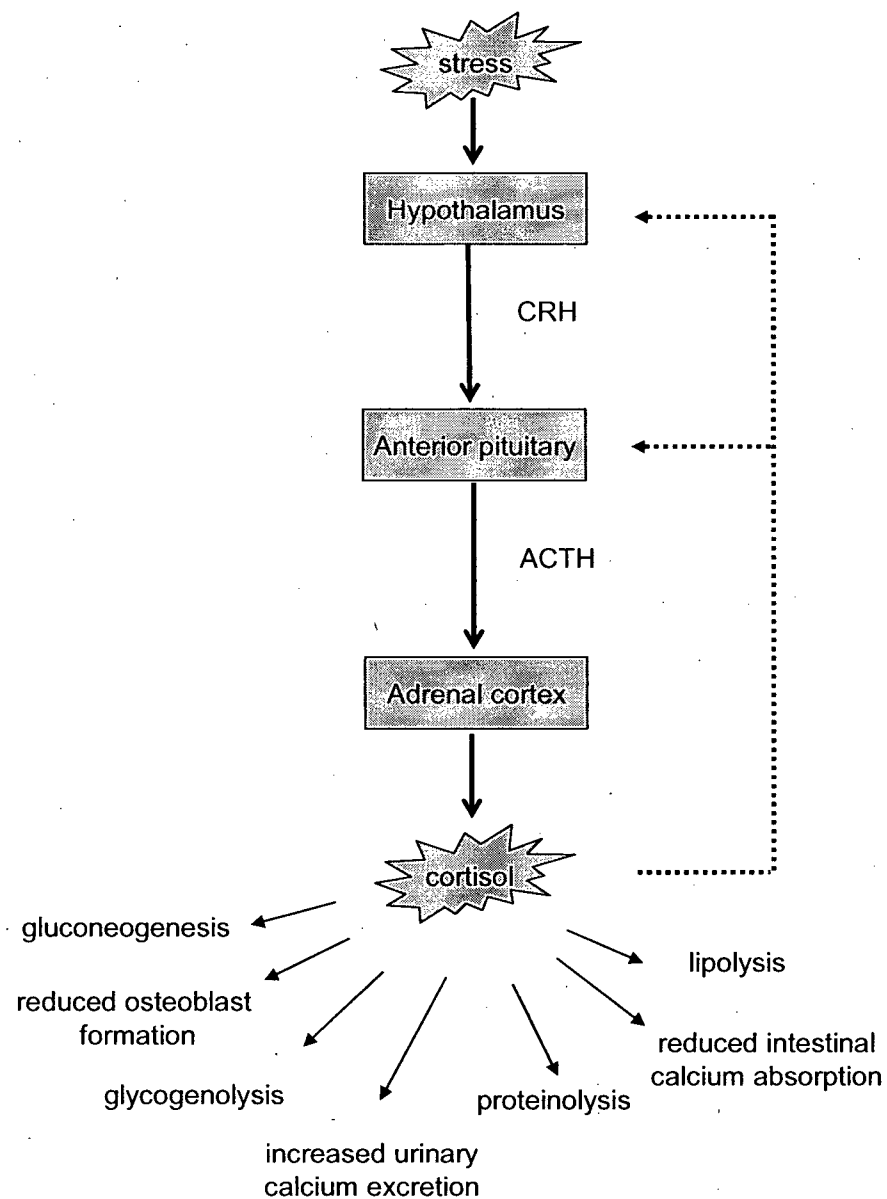 stress
Hypothalamus
CRH
Anterior pituitary
ACTH
Adrenal cortex
cortisol
gluconeogenesis
lipolysis
reduced osteoblast
formation
reduced intestinal
calcium absorption
glycogenolysis
proteinolysis
increased urinary
calcium excretion